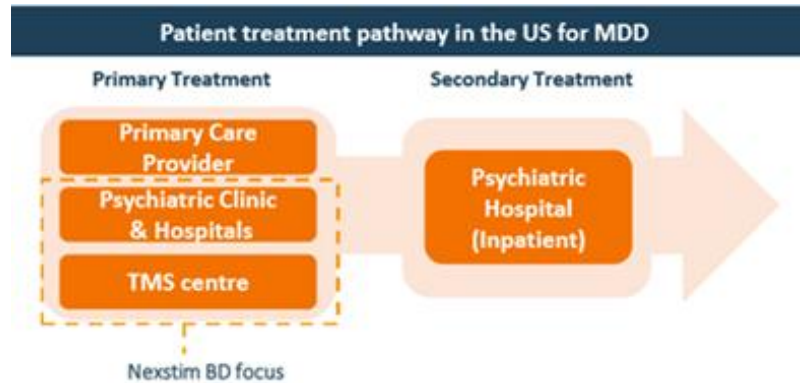 Patient treatment pathway in the US for MDD
Primary Treatment
Secondary Treatment
Primary Care
Provider
Psychiatric Clinic
& Hospitals
TMS centre
Psychiatric
Hospital
(Inpatient)
Nexstim BD focus